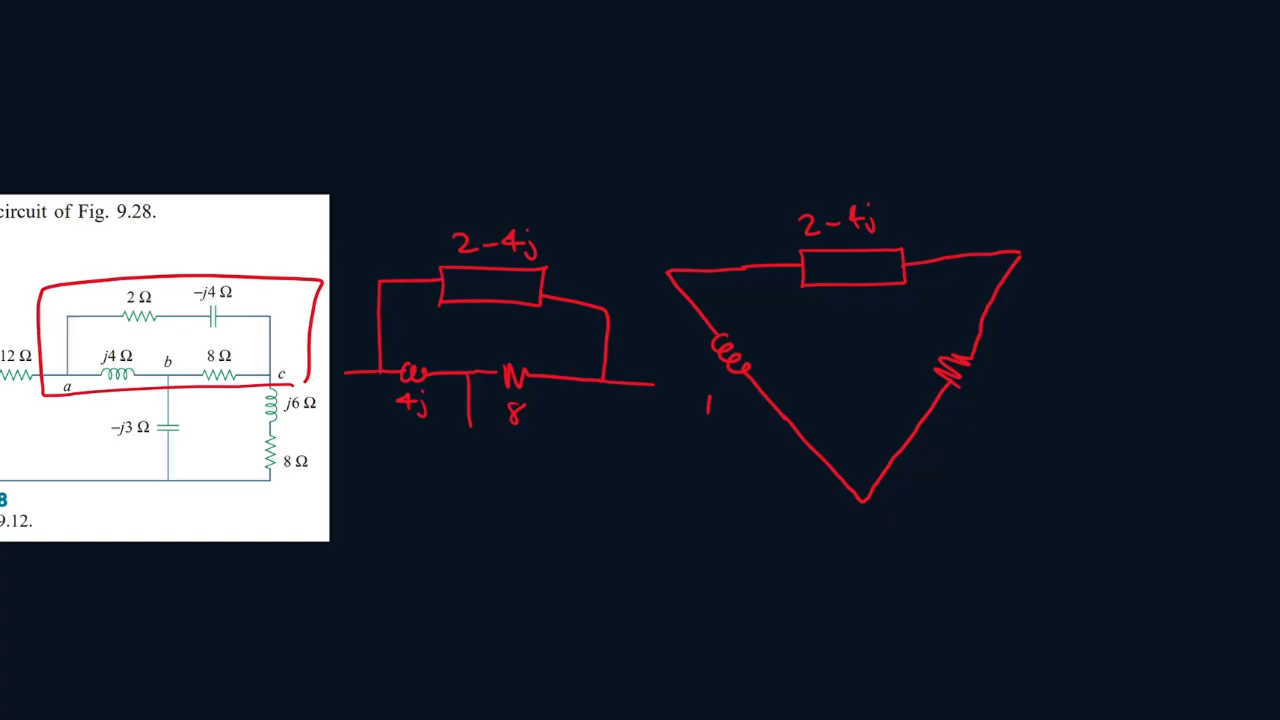 circuit of Fig. 9.28.
2 Ω
−j4 Ω
12 Ω
j4 Ω
b
8 Ω
a
c
j6 Ω
−j3 Ω
8 Ω
8
9.12.
2-4j
4j
8
2-4j